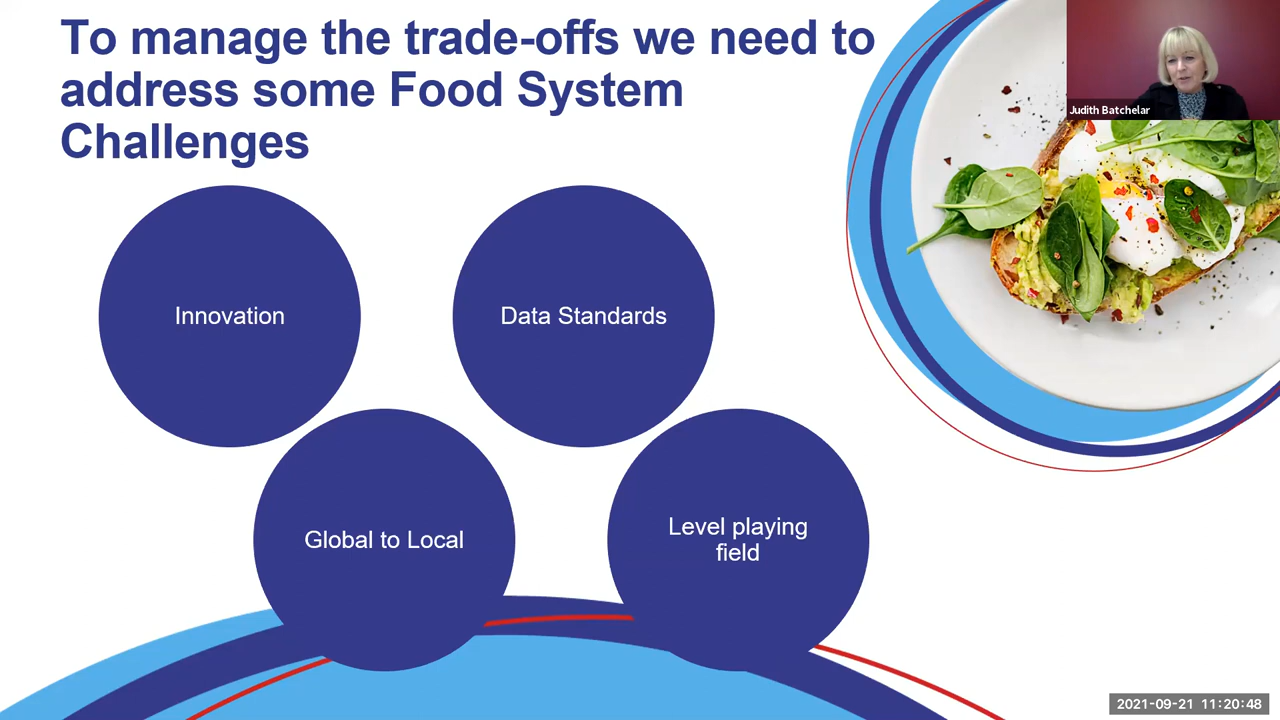 To manage the trade-offs we need to
address some Food System
Challenges
Judith Batchelar
Innovation
Data Standards
Global to Local
Level playing
field
2021-09-21 11:20:48